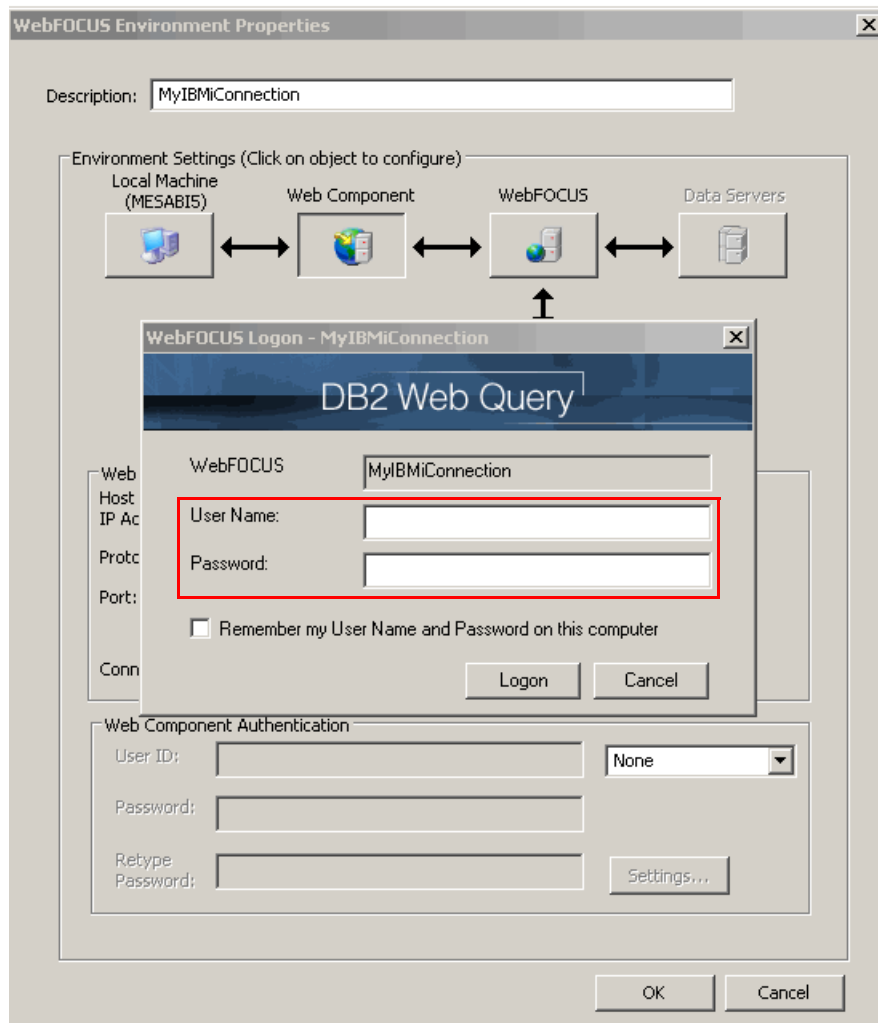 WebFOCUS Environment Properties
Description: MyIBMiConnection
Environment Settings (Click on object to configure)
Local Machine
(MESABI5)
Web Component
WebFOCUS
Data Servers
WebFOCUS Logon - MyIBMiConnection
DB2 Web Query
WebFOCUS MyIBMiConnection
User Name:
Password:
Remember my User Name and Password on this computer
Logon Cancel
Web
Host
IP Ac
Protc
Port:
Conn
Web Component Authentication
User ID: None
Password:
Retype
Password:
Settings...
OK Cancel